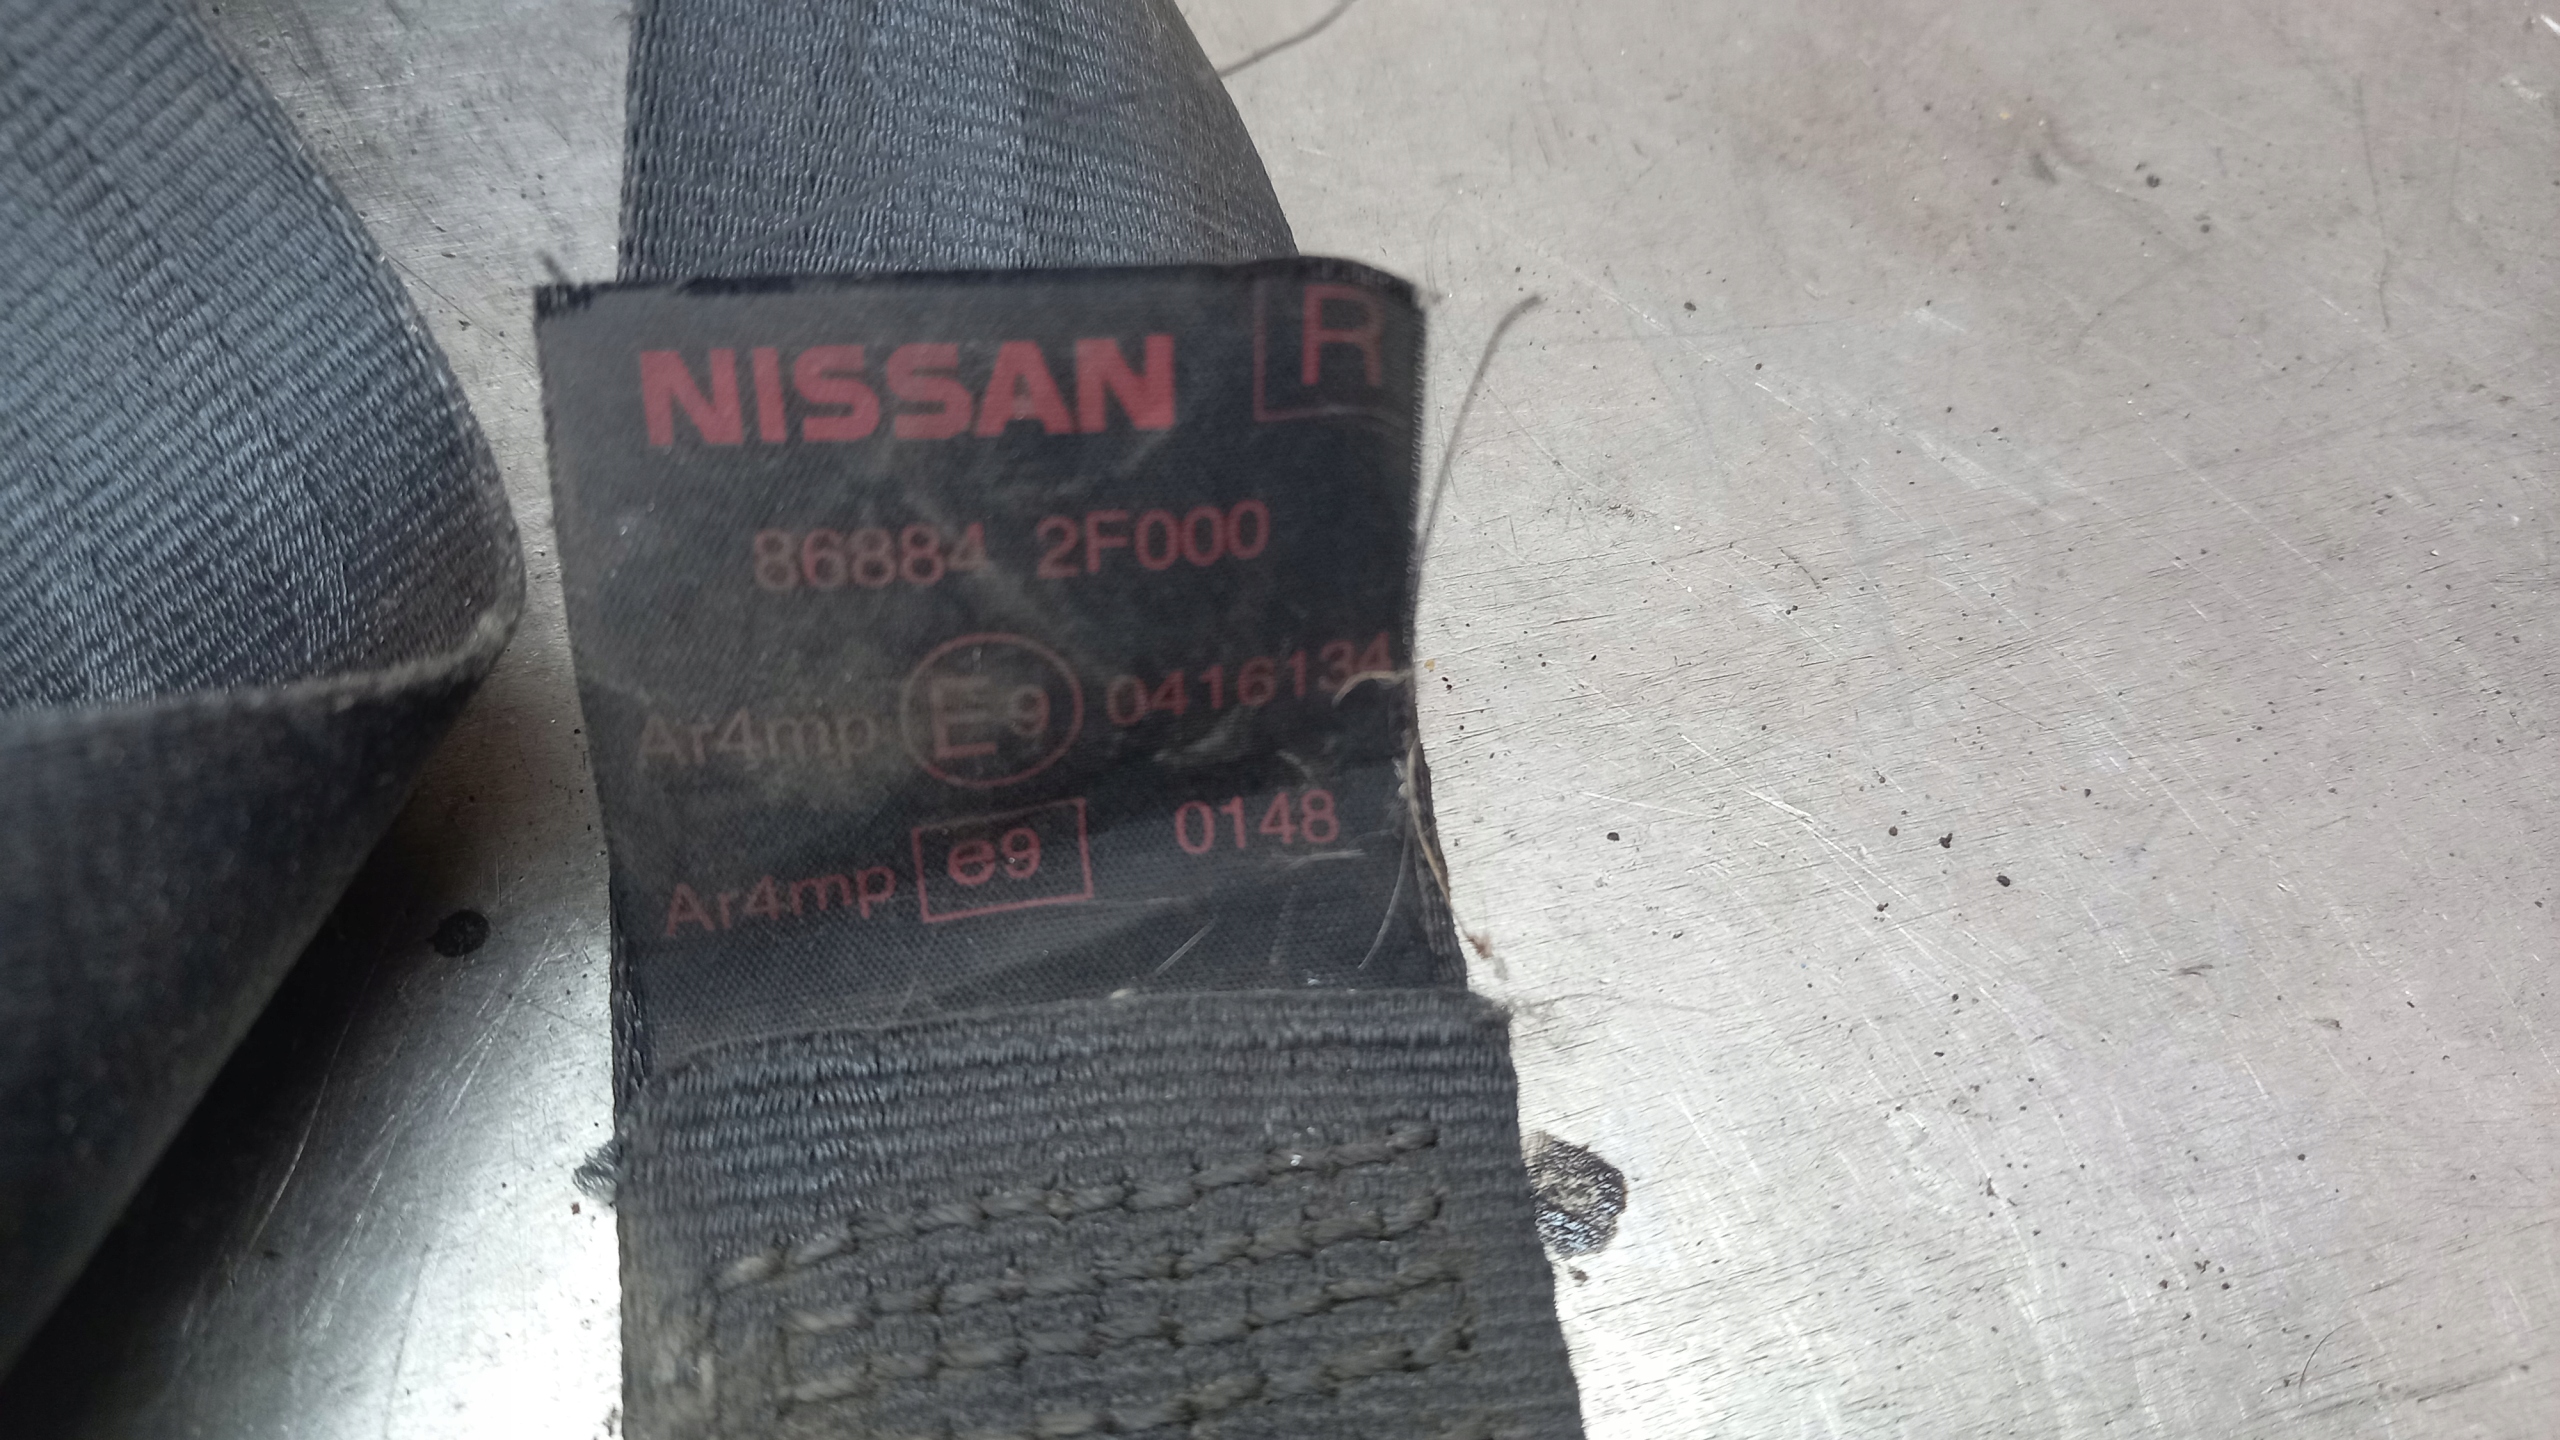 NISSAN R
86884 2F000
Ar4mp E9 0416134
Ar4mp e9 0148